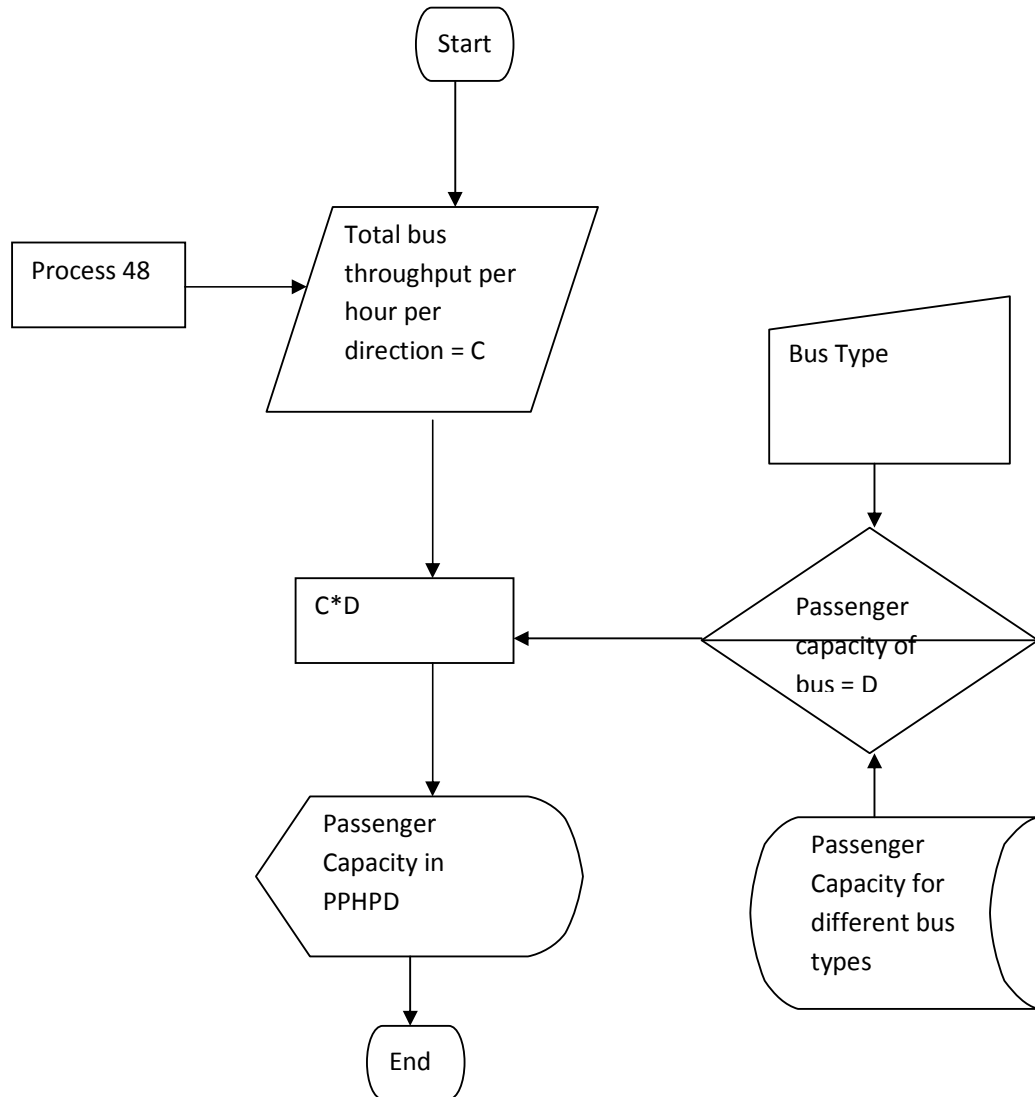 Start
Process 48
Total bus
throughput per
hour per
direction = C
Bus Type
C*D
Passenger
capacity of
bus = D
Passenger
Capacity in
PPHPD
Passenger
Capacity for
different bus
types
End